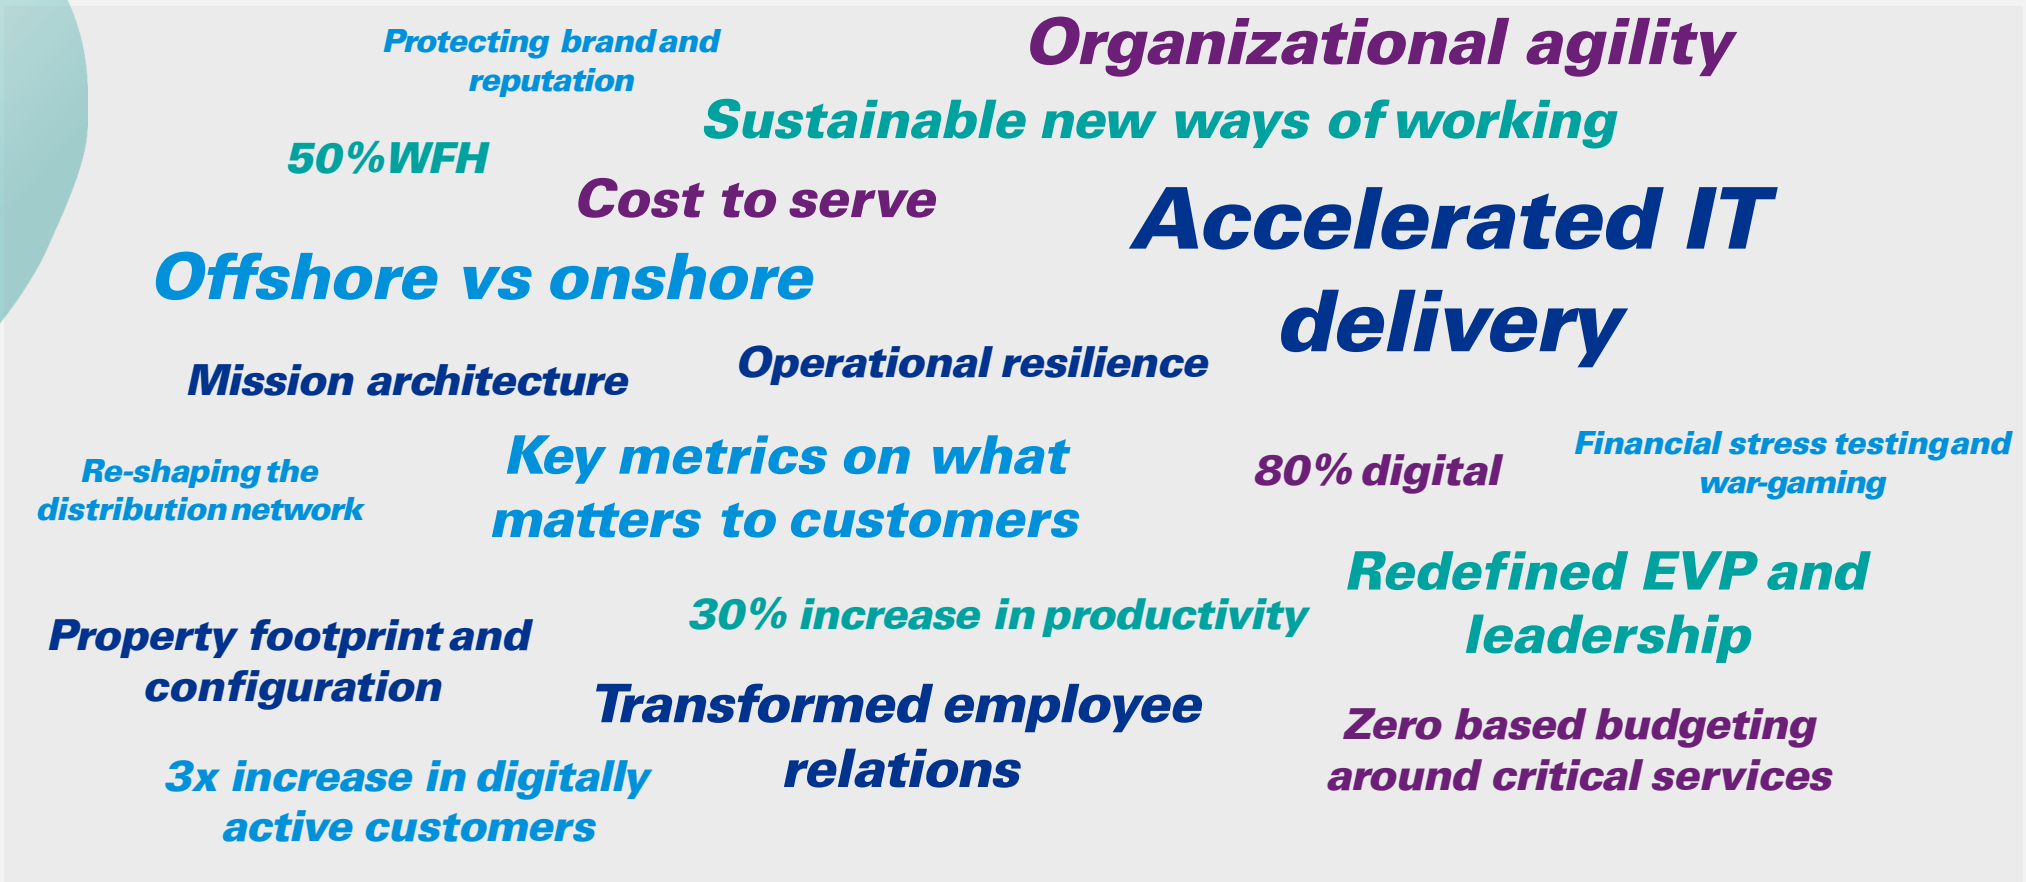 Protecting brand and
reputation
Organizational agility
Sustainable new ways of working
50% WFH
Cost to serve
Accelerated IT
delivery
Offshore vs onshore
Operational resilience
Mission architecture
Key metrics on what
matters to customers
80% digital
Financial stress testing and
war-gaming
Re-shaping the
distribution network
Redefined EVP and
leadership
30% increase in productivity
Property footprint and
configuration
Transformed employee
relations
Zero based budgeting
around critical services
3x increase in digitally
active customers